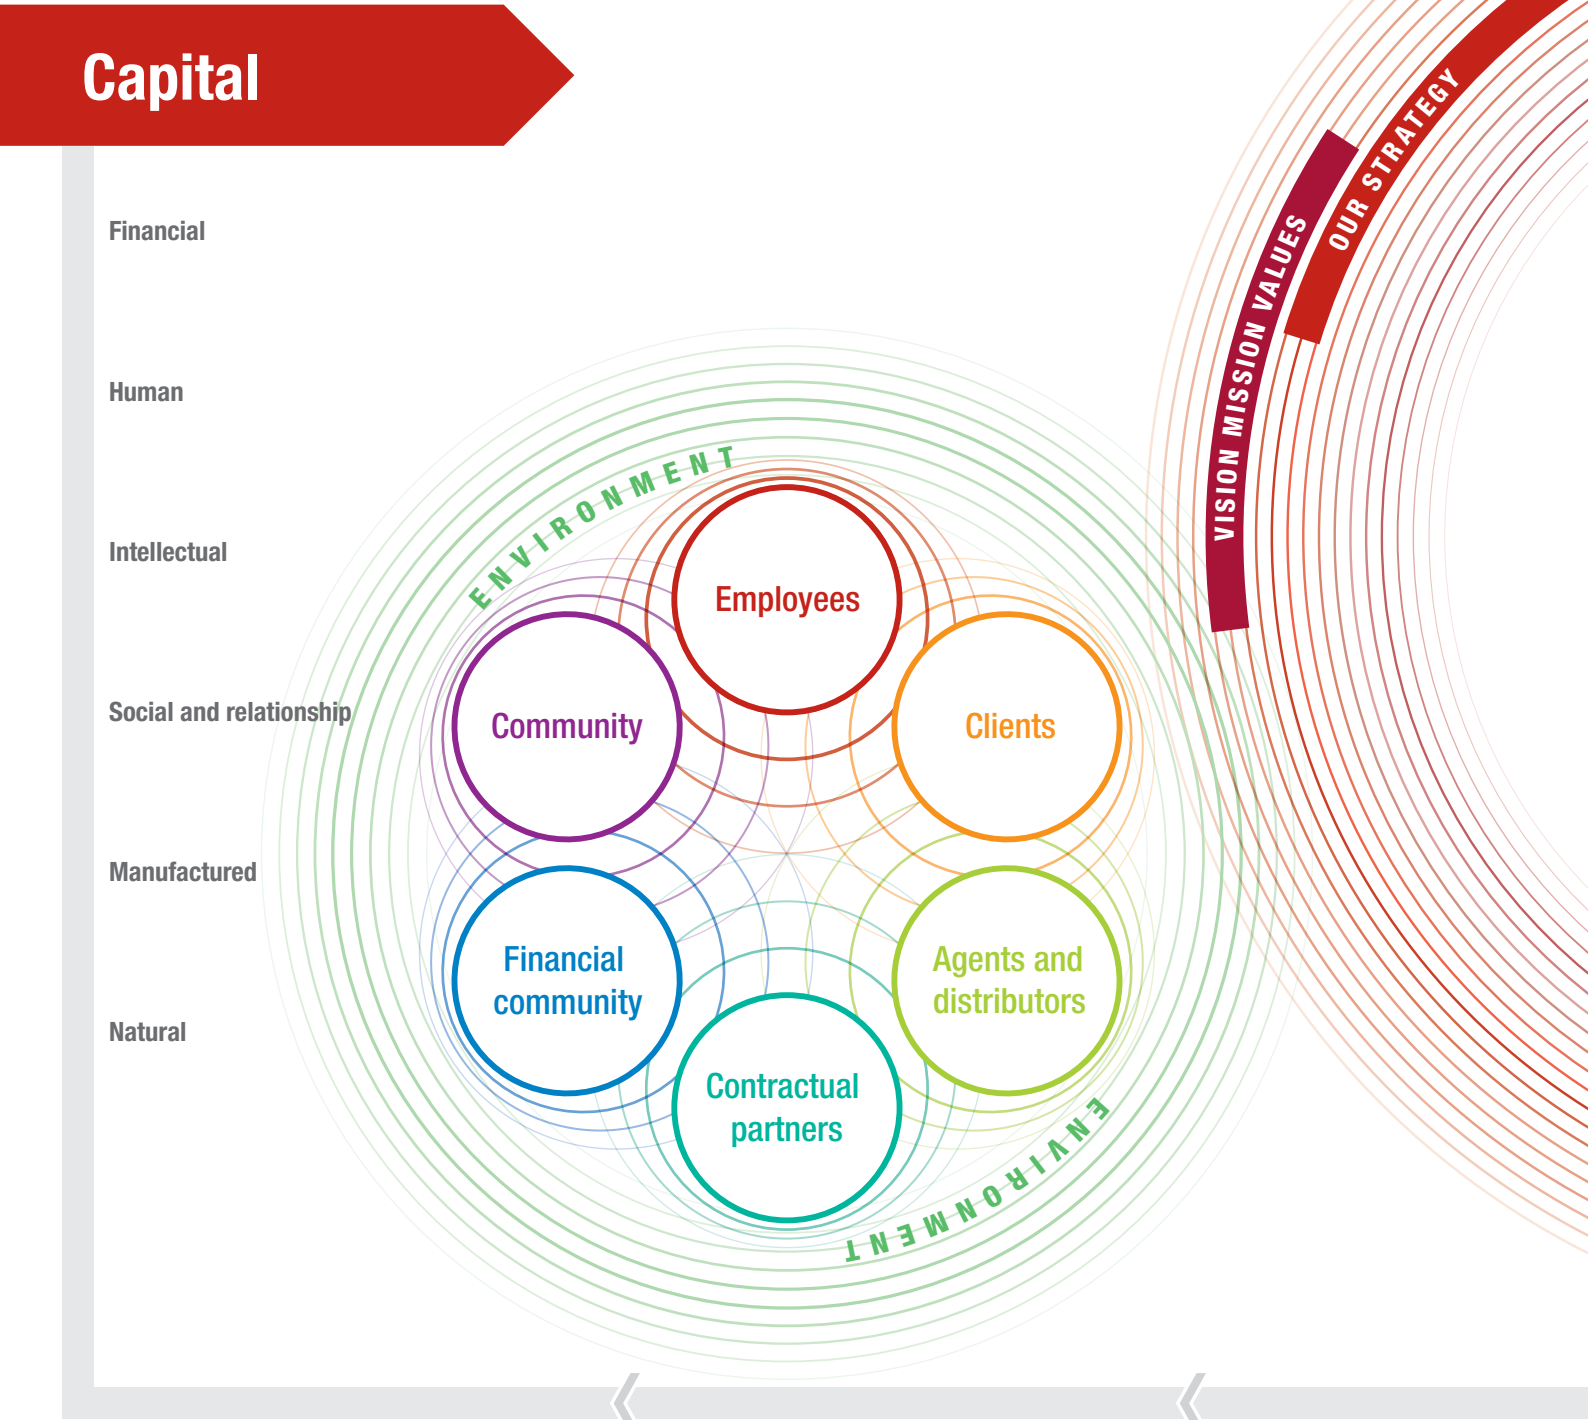 Capital
Financial
Human
Intellectual
Social and relationship
Manufactured
Natural
ENVIRONMENT
Employees
Community
Clients
Financial
community
Agents and
distributors
Contractual
partners
ENVIRONMENT
VISION MISSION VALUES
OUR STRATEGY